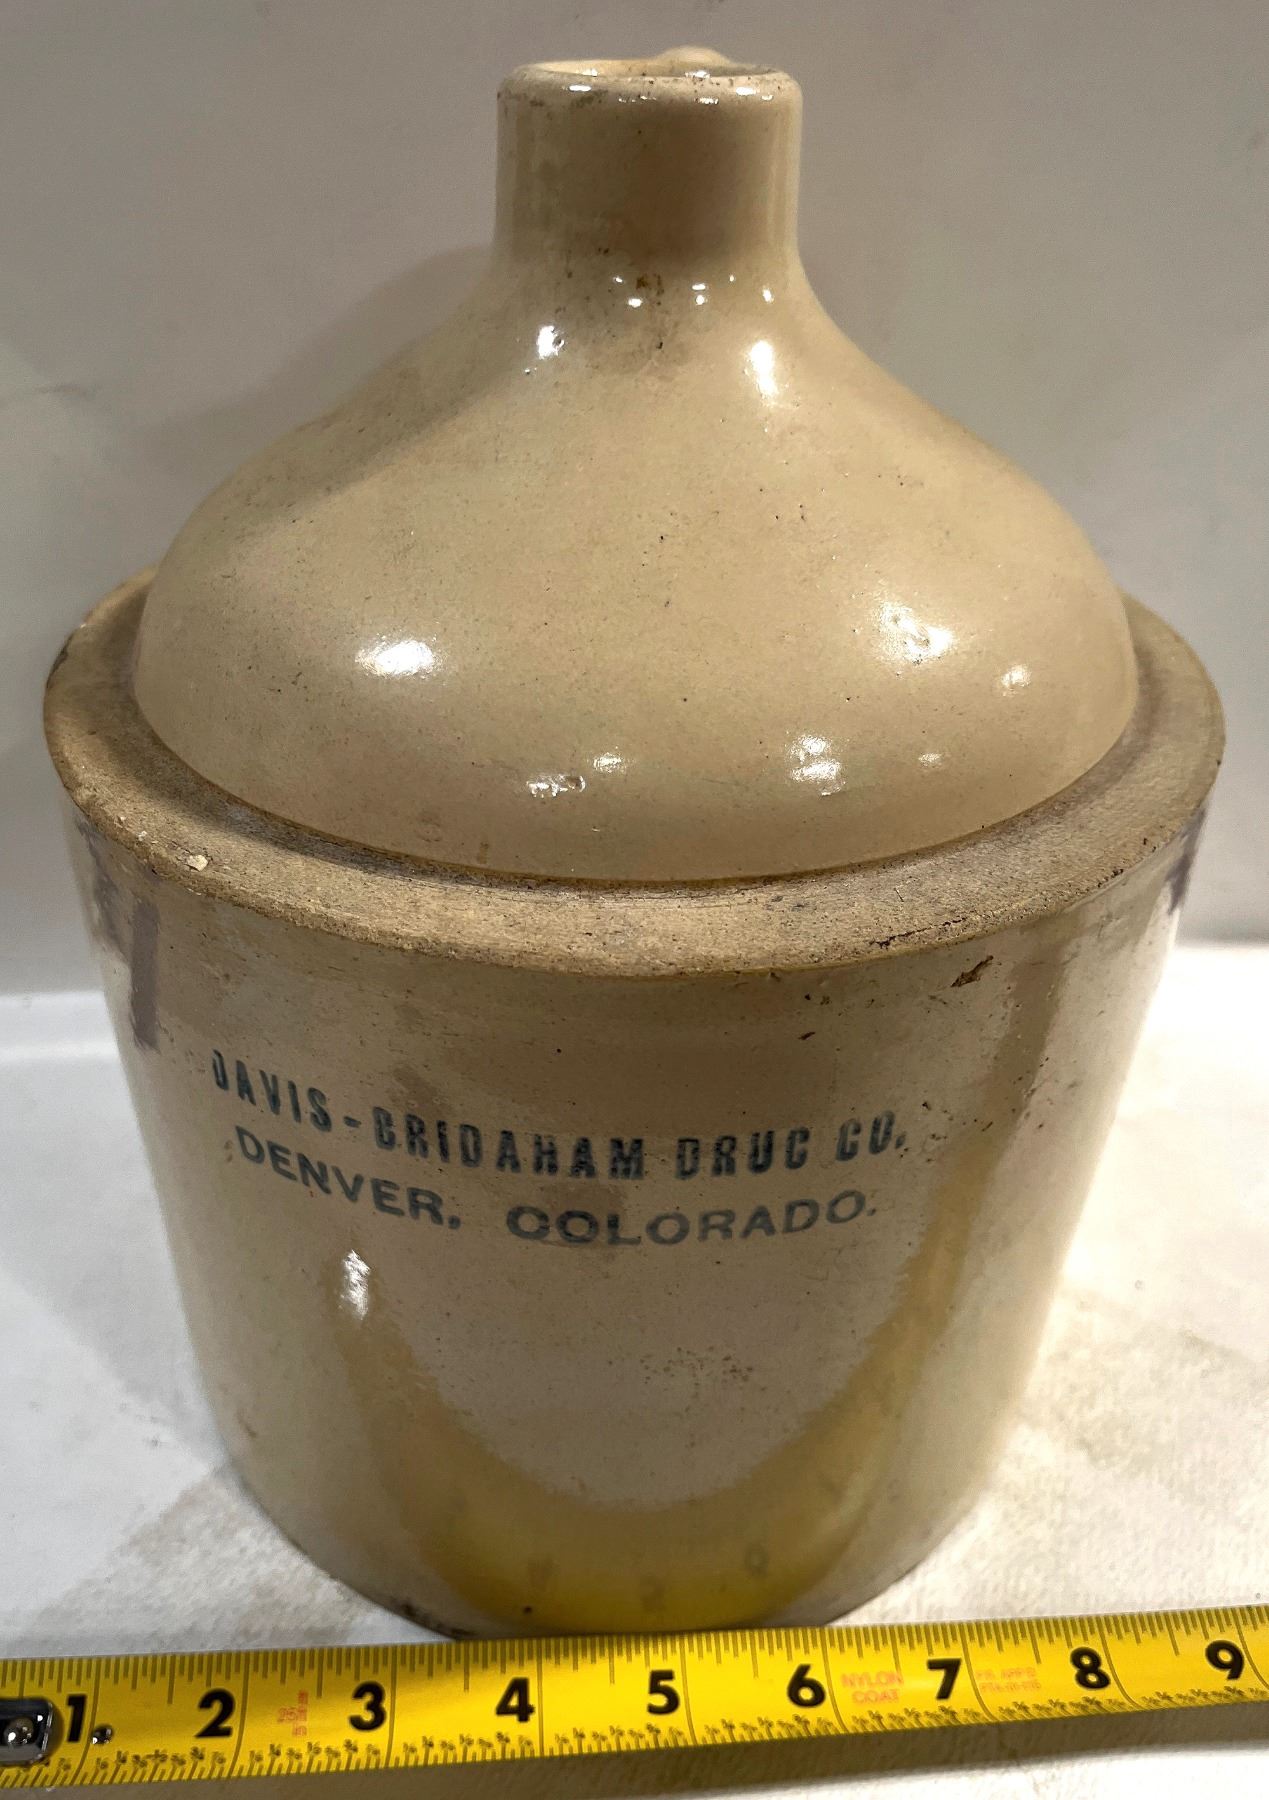 DAVIS-BRIDAHAM DRUG CO.
DENVER, COLORADO.
1 2 3 4 5 6 NYLON COAT 7 8 9